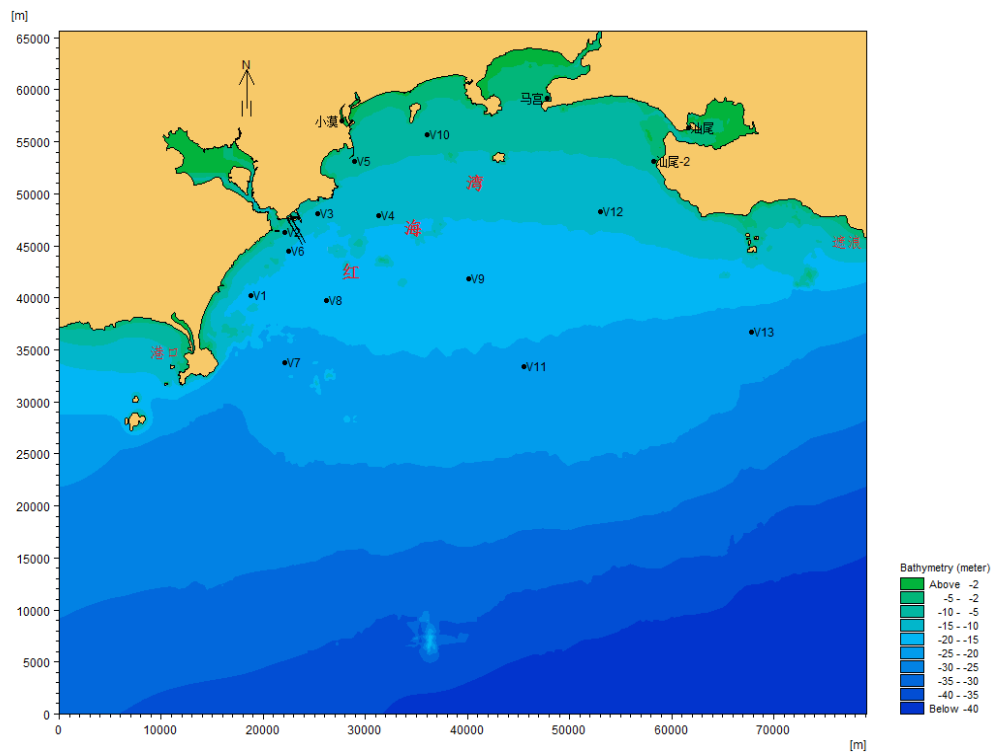 [m]
65000
60000
55000
50000
45000
40000
35000
30000
25000
20000
15000
10000
5000
0
N
小漠
马宫
汕尾
汕尾-2
V10
V5
湾
V3
V4
V12
海
V2
V6
遮浪
红
V9
V1
V8
V13
港口
V7
V11
0
10000
20000
30000
40000
50000
60000
70000
[m]
Bathymetry (meter)
Above -2
-5 - -2
-10 - -5
-15 - -10
-20 - -15
-25 - -20
-30 - -25
-35 - -30
-40 - -35
Below -40